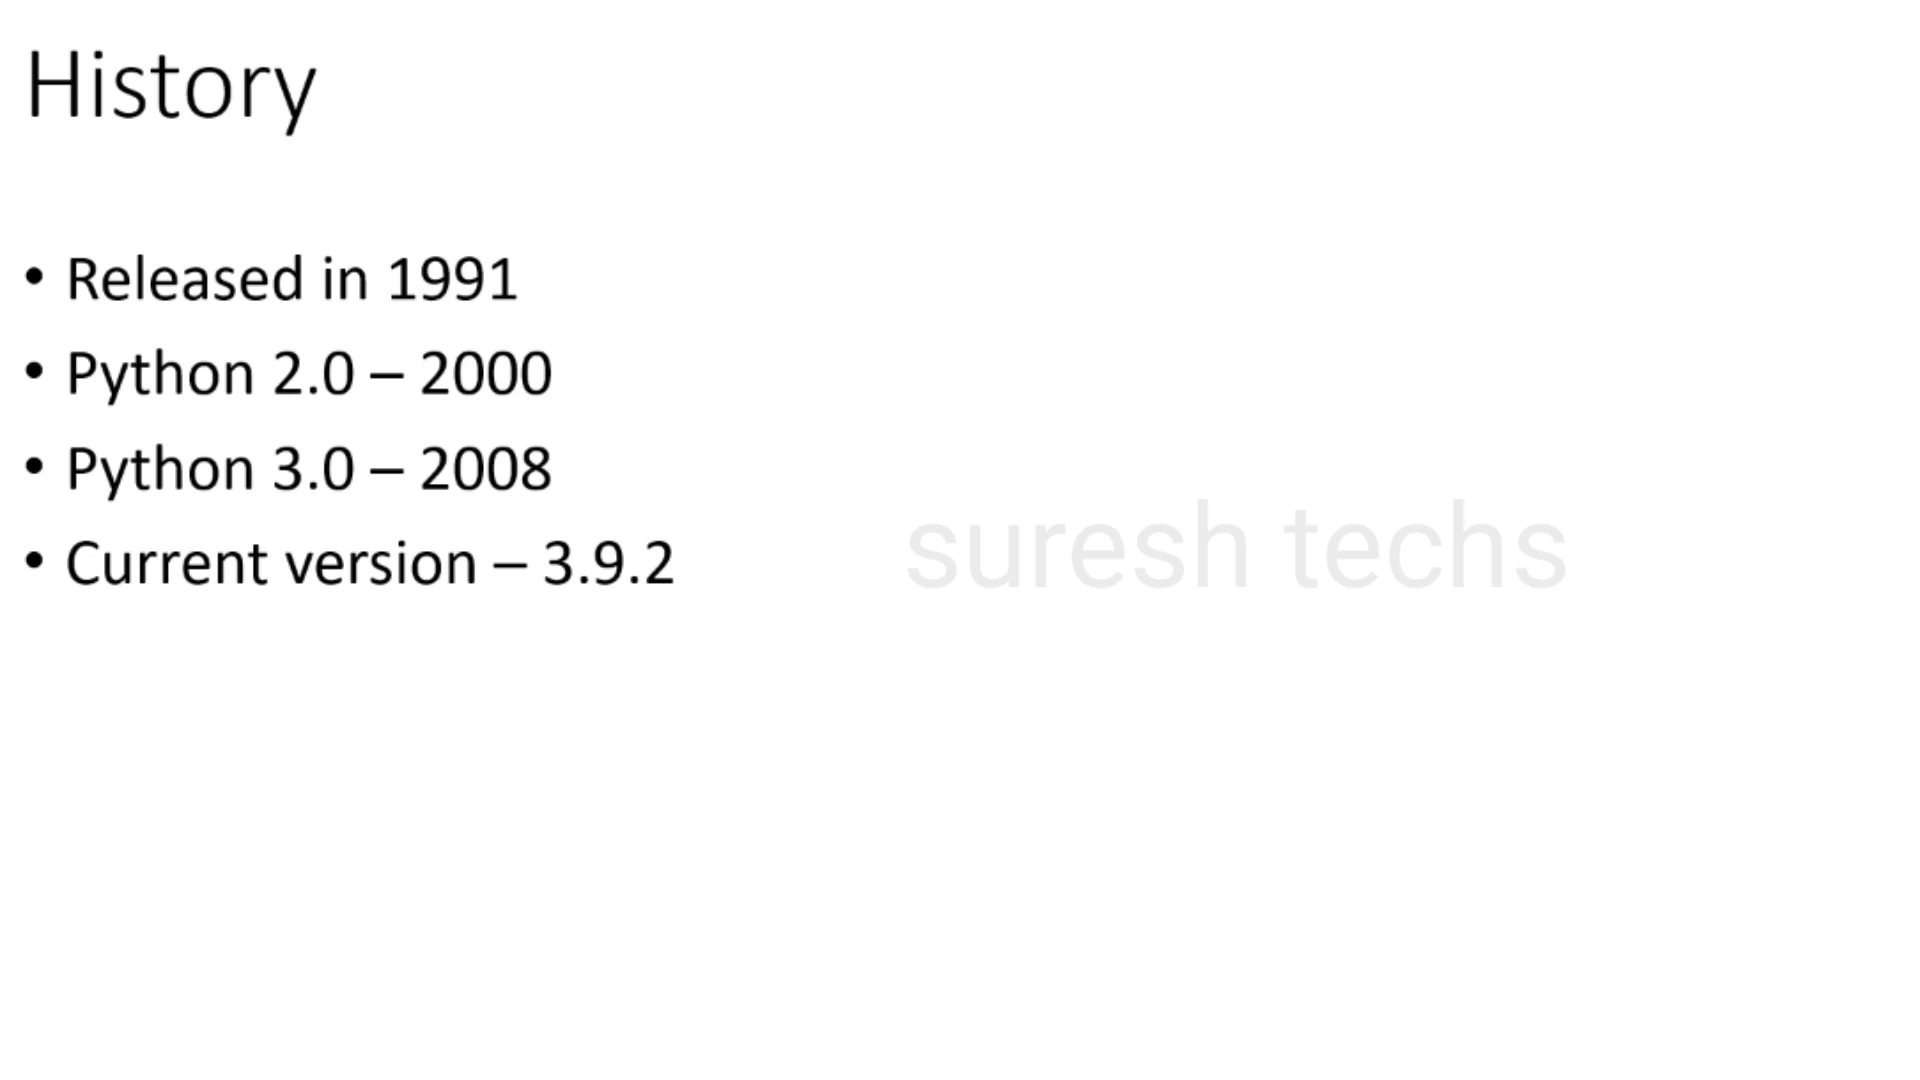 History
• Released in 1991
• Python 2.0 – 2000
• Python 3.0 – 2008
• Current version – 3.9.2
suresh techs